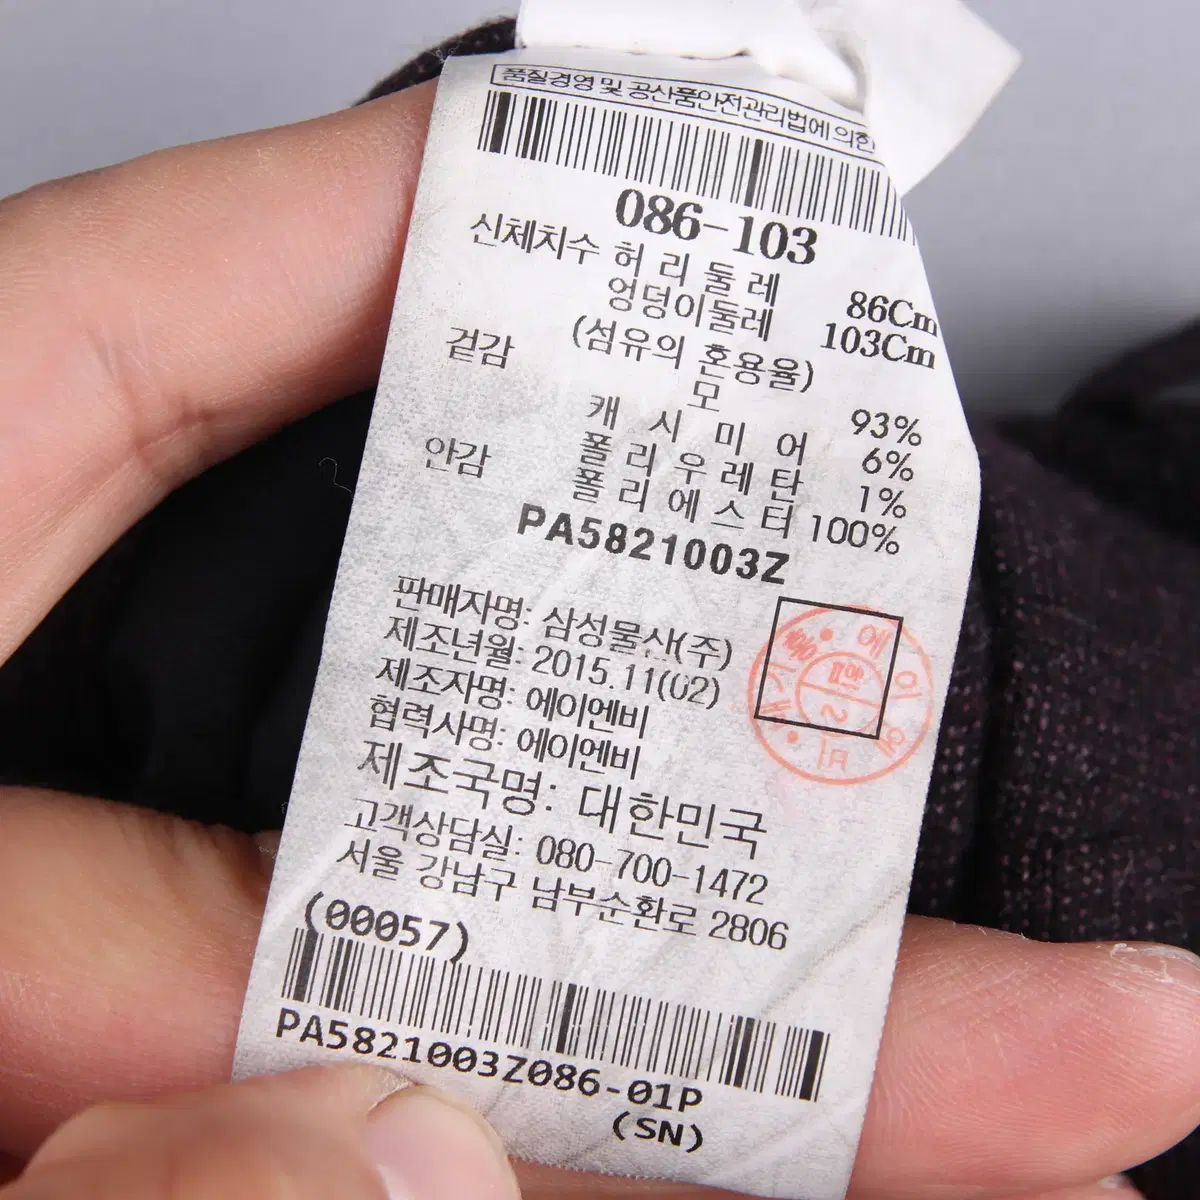 품질경영 및 공산품안전관리법에 의한
086-103
신체치수 허리둘레 86Cm
엉덩이둘레 103Cm
(섬유의 혼용율)
겉감 모 93%
캐시미어 6%
폴리우레탄 1%
안감 폴리에스터 100%
PA5821003Z
판매자명: 삼성물산(주)
제조년월: 2015.11(02)
제조자명: 에이엔비
협력사명: 에이엔비
제조국명: 대한민국
고객상담실: 080-700-1472
서울 강남구 남부순환로 2806
(00057)
PA5821003Z086-01P
(SN)